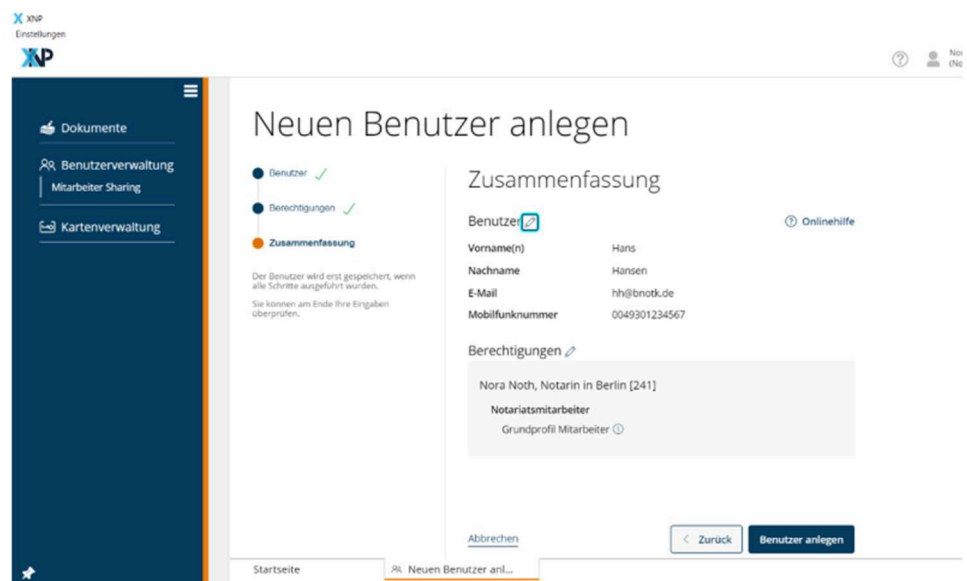 XNP
Einstellungen
XNP
Dokumente
Benutzerverwaltung
Mitarbeiter Sharing
Kartenverwaltung
Neuen Benutzer anlegen
Benutzer
Berechtigungen
Zusammenfassung
Der Benutzer wird erst gespeichert, wenn
alle Schritte ausgeführt wurden.
Sie können am Ende Ihre Eingaben
überprüfen.
Zusammenfassung
Benutzer
Onlinehilfe
Vorname(n) Hans
Nachname Hansen
E-Mail hh@bnotk.de
Mobilfunknummer 0049301234567
Berechtigungen
Nora Noth, Notarin in Berlin [241]
Notariatsmitarbeiter
Grundprofil Mitarbeiter
Abbrechen
< Zurück
Benutzer anlegen
Startseite
Neuen Benutzer anl...